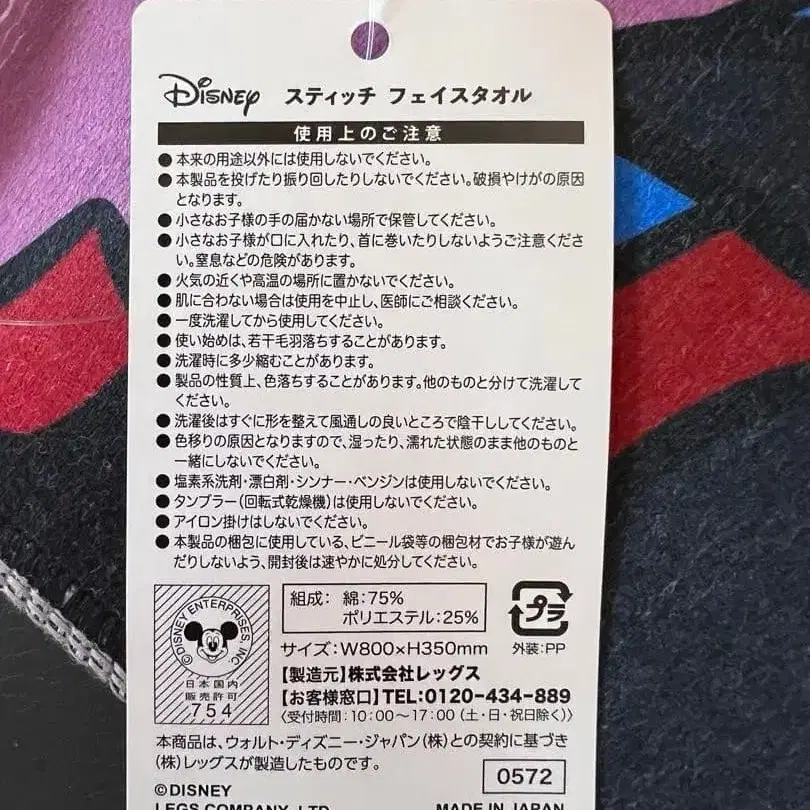 Disney スティッチ フェイスタオル
使用上のご注意
●本来の用途以外には使用しないでください。
●本製品を投げたり振り回したりしないでください。破損やけがの原因
となります。
●小さなお子様の手の届かない場所で保管してください。
●小さなお子様が口に入れたり、首に巻いたりしないようご注意くださ
い。窒息などの危険があります。
●火気の近くや高温の場所に置かないでください。
●肌に合わない場合は使用を中止し、医師にご相談ください。
●一度洗濯してから使用してください。
●使い始めは、若干毛羽落ちすることがあります。
●洗濯時に多少縮むことがあります。
●製品の性質上、色落ちすることがあります。他のものと分けて洗濯して
ください。
●洗濯後はすぐに形を整えて風通しの良いところで陰干ししてください。
●色移りの原因となりますので、湿ったり、濡れた状態のまま他のものと
一緒にしないでください。
●塩素系洗剤・漂白剤・シンナー・ベンジンは使用しないでください。
●タンブラー(回転式乾燥機)は使用しないでください。
●アイロン掛けはしないでください。
●本製品の梱包に使用している、ビニール袋等の梱包材でお子様が遊ん
だりしないよう、開封後は速やかに処分してください。
©DISNEY ENTERPRISES, INC.
日本国内
販売許可
754
組成: 綿:75%
ポリエステル:25%
プラ
外装:PP
サイズ:W800×H350mm
【製造元】株式会社レッグス
【お客様窓口】TEL:0120-434-889
〈受付時間:10:00〜17:00(土・日・祝日除く)〉
本商品は、ウォルト・ディズニー・ジャパン(株)との契約に基づき
(株)レッグスが製造したものです。
0572
©DISNEY
LEGS COMPANY, LTD.
MADE IN JAPAN